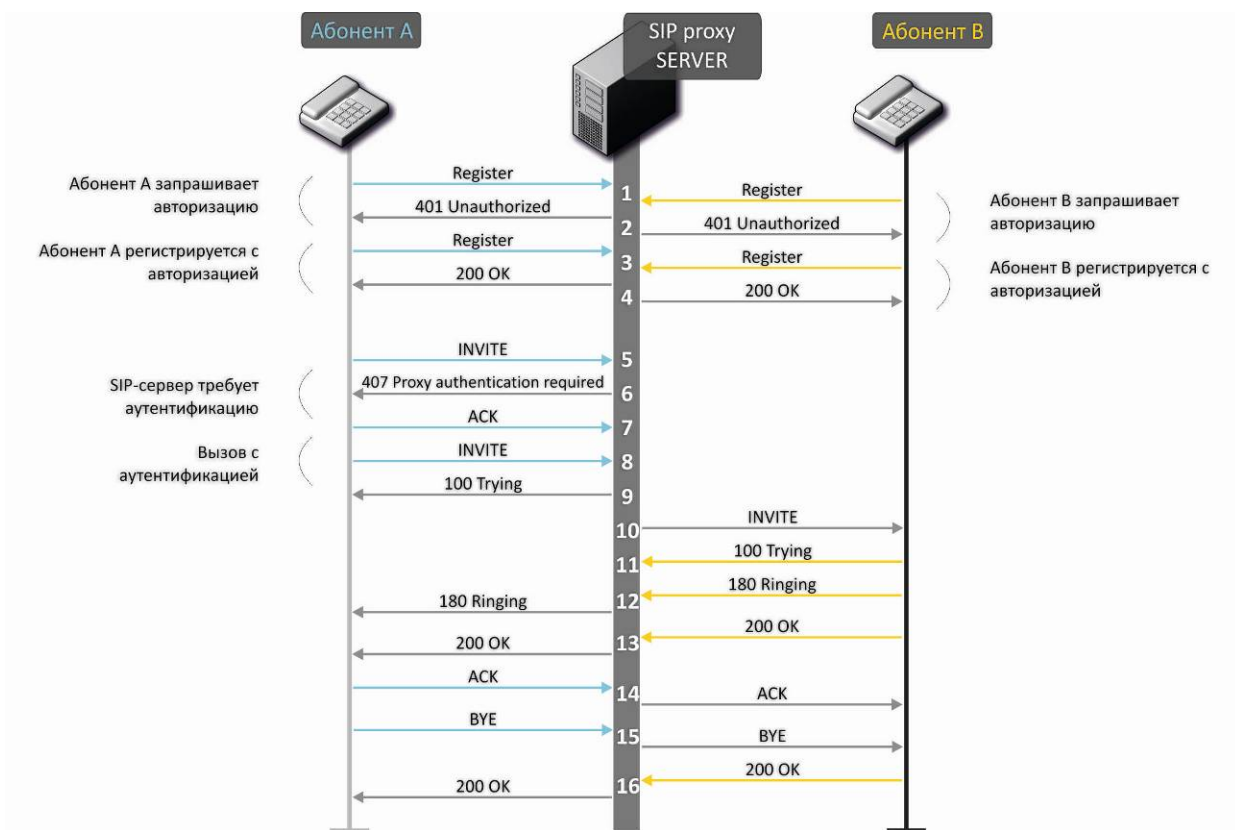 Абонент А
SIP proxy
SERVER
Абонент В
Абонент А запрашивает
авторизацию
Register
1
Register
Абонент В запрашивает
авторизацию
401 Unauthorized
2
401 Unauthorized
Абонент А регистрируется с
авторизацией
Register
3
Register
Абонент В регистрируется с
авторизацией
200 OK
4
200 OK
INVITE
5
SIP-сервер требует
аутентификацию
407 Proxy authentication required
6
ACK
7
Вызов с
аутентификацией
INVITE
8
100 Trying
9
10
INVITE
11
100 Trying
180 Ringing
12
180 Ringing
200 OK
13
200 OK
ACK
14
ACK
BYE
15
BYE
200 OK
16
200 OK